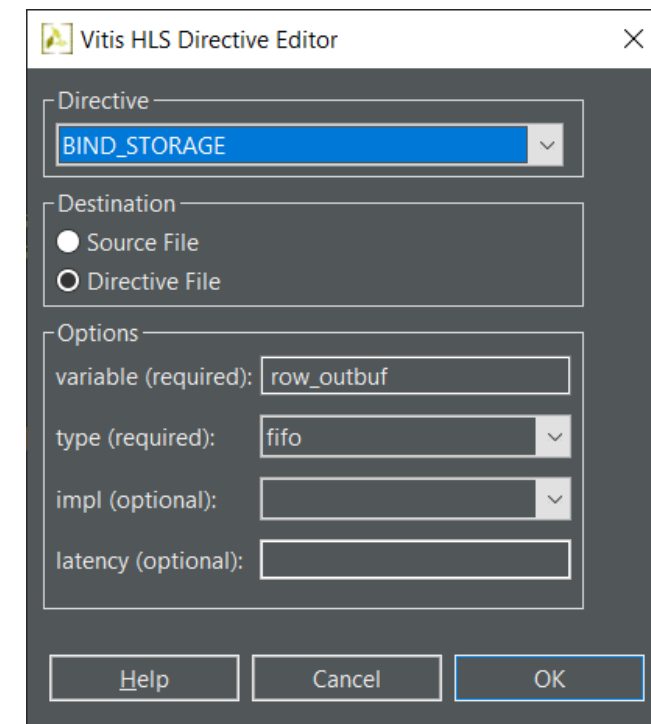 Vitis HLS Directive Editor
Directive
BIND_STORAGE
Destination
Source File
Directive File
Options
variable (required): row_outbuf
type (required): fifo
impl (optional):
latency (optional):
Help Cancel OK